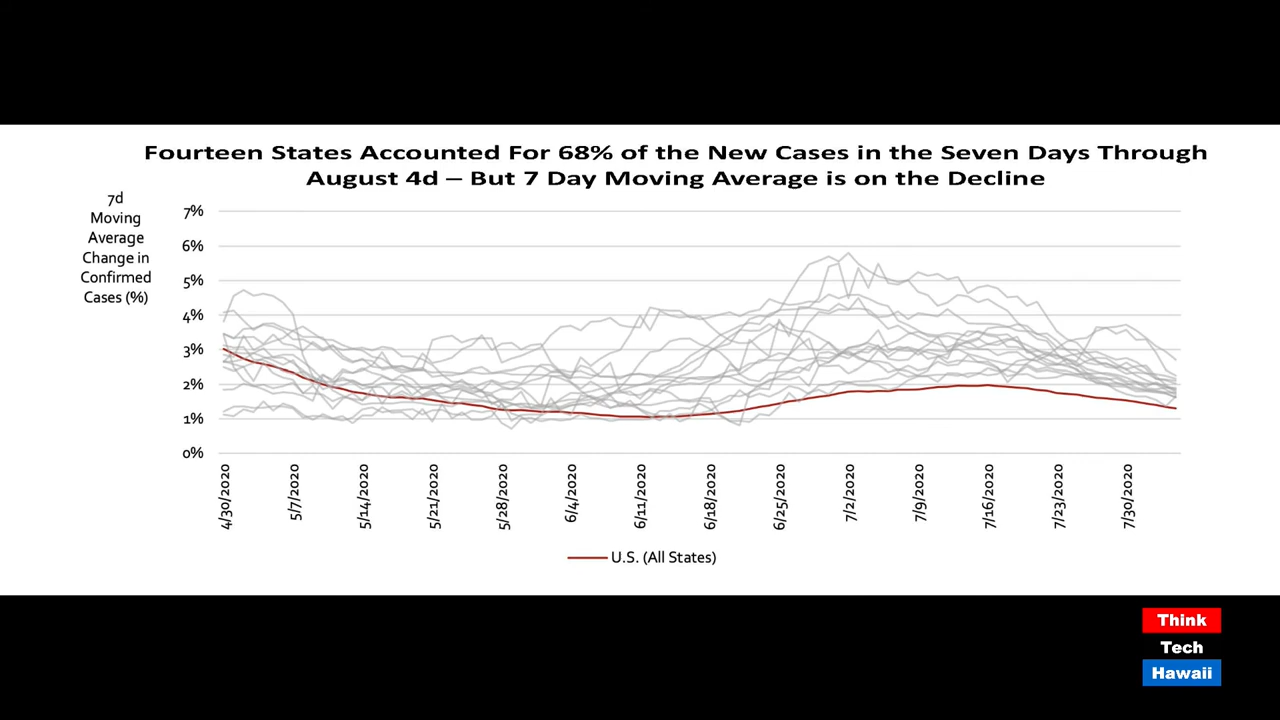 Fourteen States Accounted For 68% of the New Cases in the Seven Days Through
August 4d – But 7 Day Moving Average is on the Decline
7d
Moving
Average
Change in
Confirmed
Cases (%)
7%
6%
5%
4%
3%
2%
1%
0%
4/30/2020
5/7/2020
5/14/2020
5/21/2020
5/28/2020
6/4/2020
6/11/2020
6/18/2020
6/25/2020
7/2/2020
7/9/2020
7/16/2020
7/23/2020
7/30/2020
U.S. (All States)
Think
Tech
Hawaii